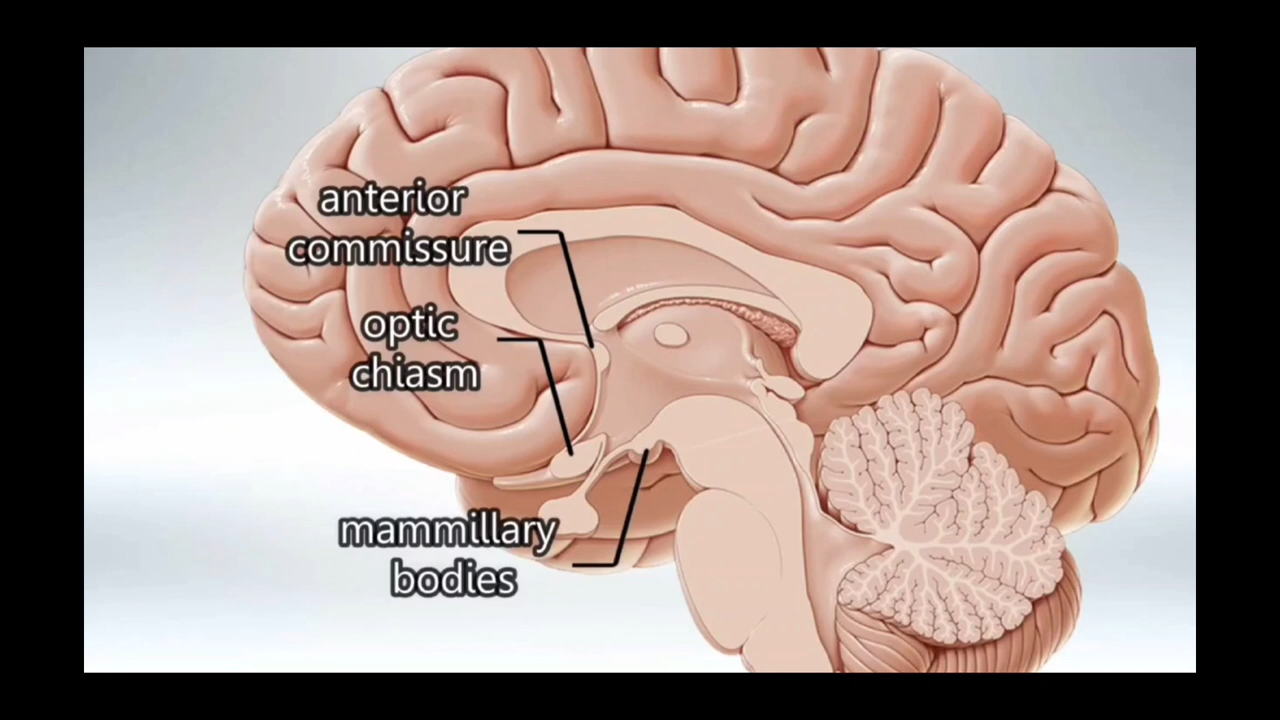 anterior
commissure
optic
chiasm
mammillary
bodies